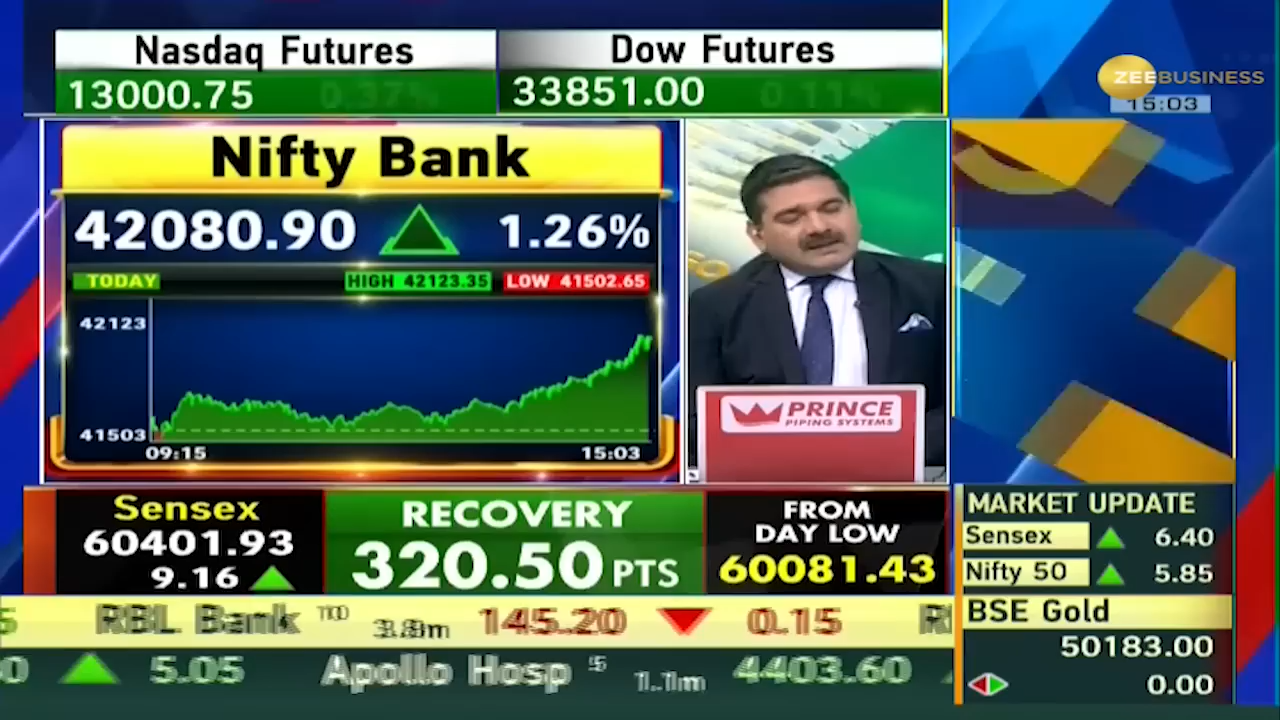 Nasdaq Futures
13000.75 0.37%
Dow Futures
33851.00 0.11%
ZEEBUSINESS
15:03
Nifty Bank
42080.90 1.26%
TODAY HIGH 42123.35 LOW 41502.65
42123
41503
09:15 15:03
PRINCE
PIPING SYSTEMS
Sensex
60401.93
9.16
RECOVERY
320.50 PTS
FROM
DAY LOW
60081.43
MARKET UPDATE
Sensex 6.40
Nifty 50 5.85
BSE Gold
50183.00
0.00
RBL Bank 3.8m 145.20 0.15
5.05 Apollo Hosp 1.1m 4403.60